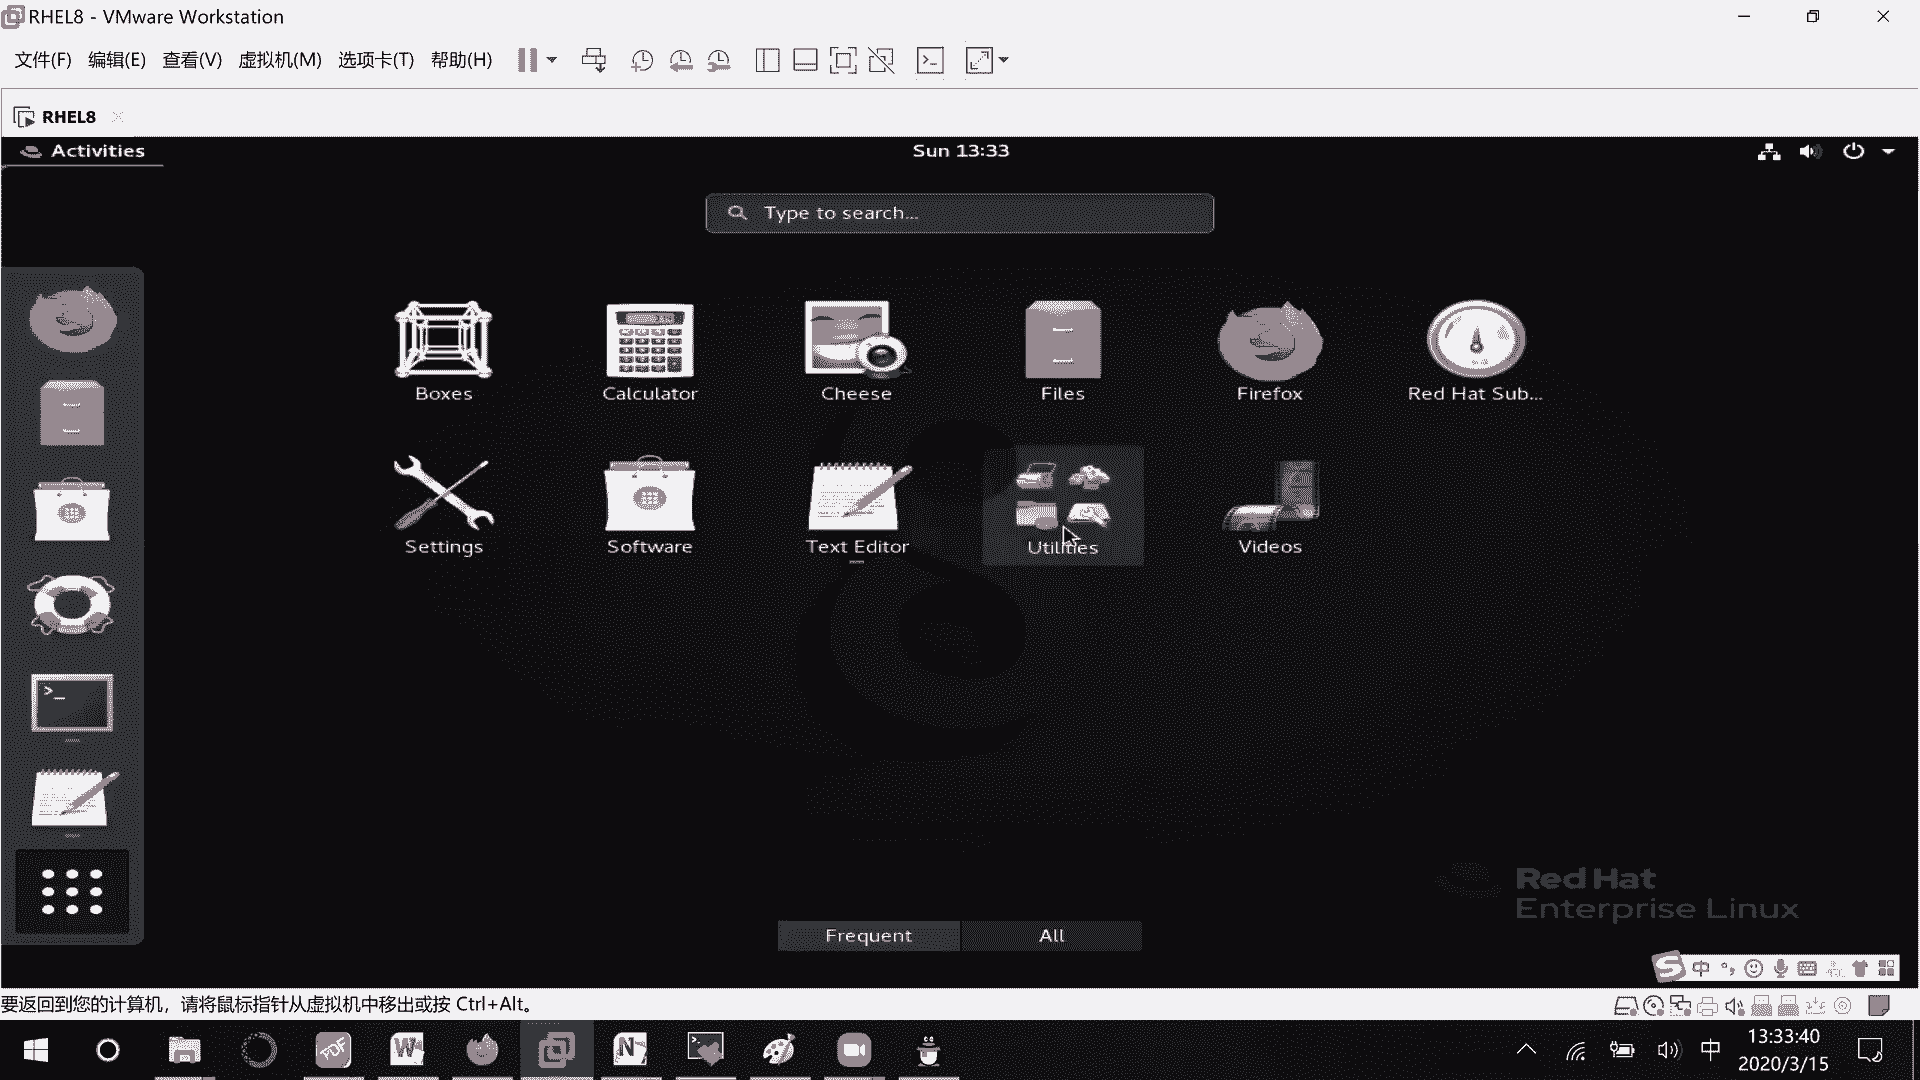 RHEL8 - VMware Workstation
文件(F) 编辑(E) 查看(V) 虚拟机(M) 选项卡(T) 帮助(H)
RHEL8
Activities Sun 13:33
Type to search...
Boxes Calculator Cheese Files Firefox Red Hat Sub...
Settings Software Text Editor Utilities Videos
Red Hat
Enterprise Linux
Frequent All
中
要返回到您的计算机，请将鼠标指针从虚拟机中移出或按 Ctrl+Alt。
中 13:33:40
2020/3/15